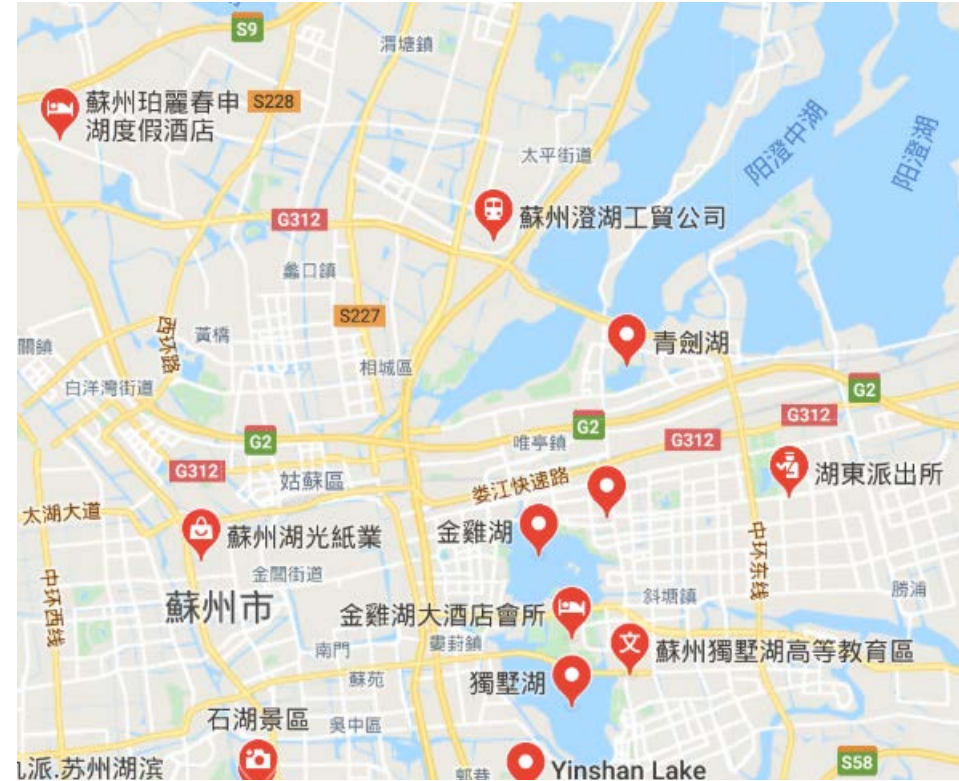 S9
渭塘鎮
蘇州珀麗春申
湖度假酒店
S228
太平街道
阳澄中湖
阳澄湖
G312
蘇州澄湖工貿公司
蠡口鎮
S227
西环路
黃橋
青劍湖
關鎮
相城區
白洋灣街道
G2
G312
G2
唯亭鎮
G2
G312
G312
姑蘇區
娄江快速路
湖東派出所
太湖大道
蘇州湖光紙業
金雞湖
中环东线
中环西线
金閶街道
蘇州市
金雞湖大酒店會所
斜塘鎮
勝浦
南門
婁葑鎮
蘇州獨墅湖高等教育區
蘇苑
獨墅湖
石湖景區
吳中區
派.苏州湖滨
郭巷
Yinshan Lake
S58